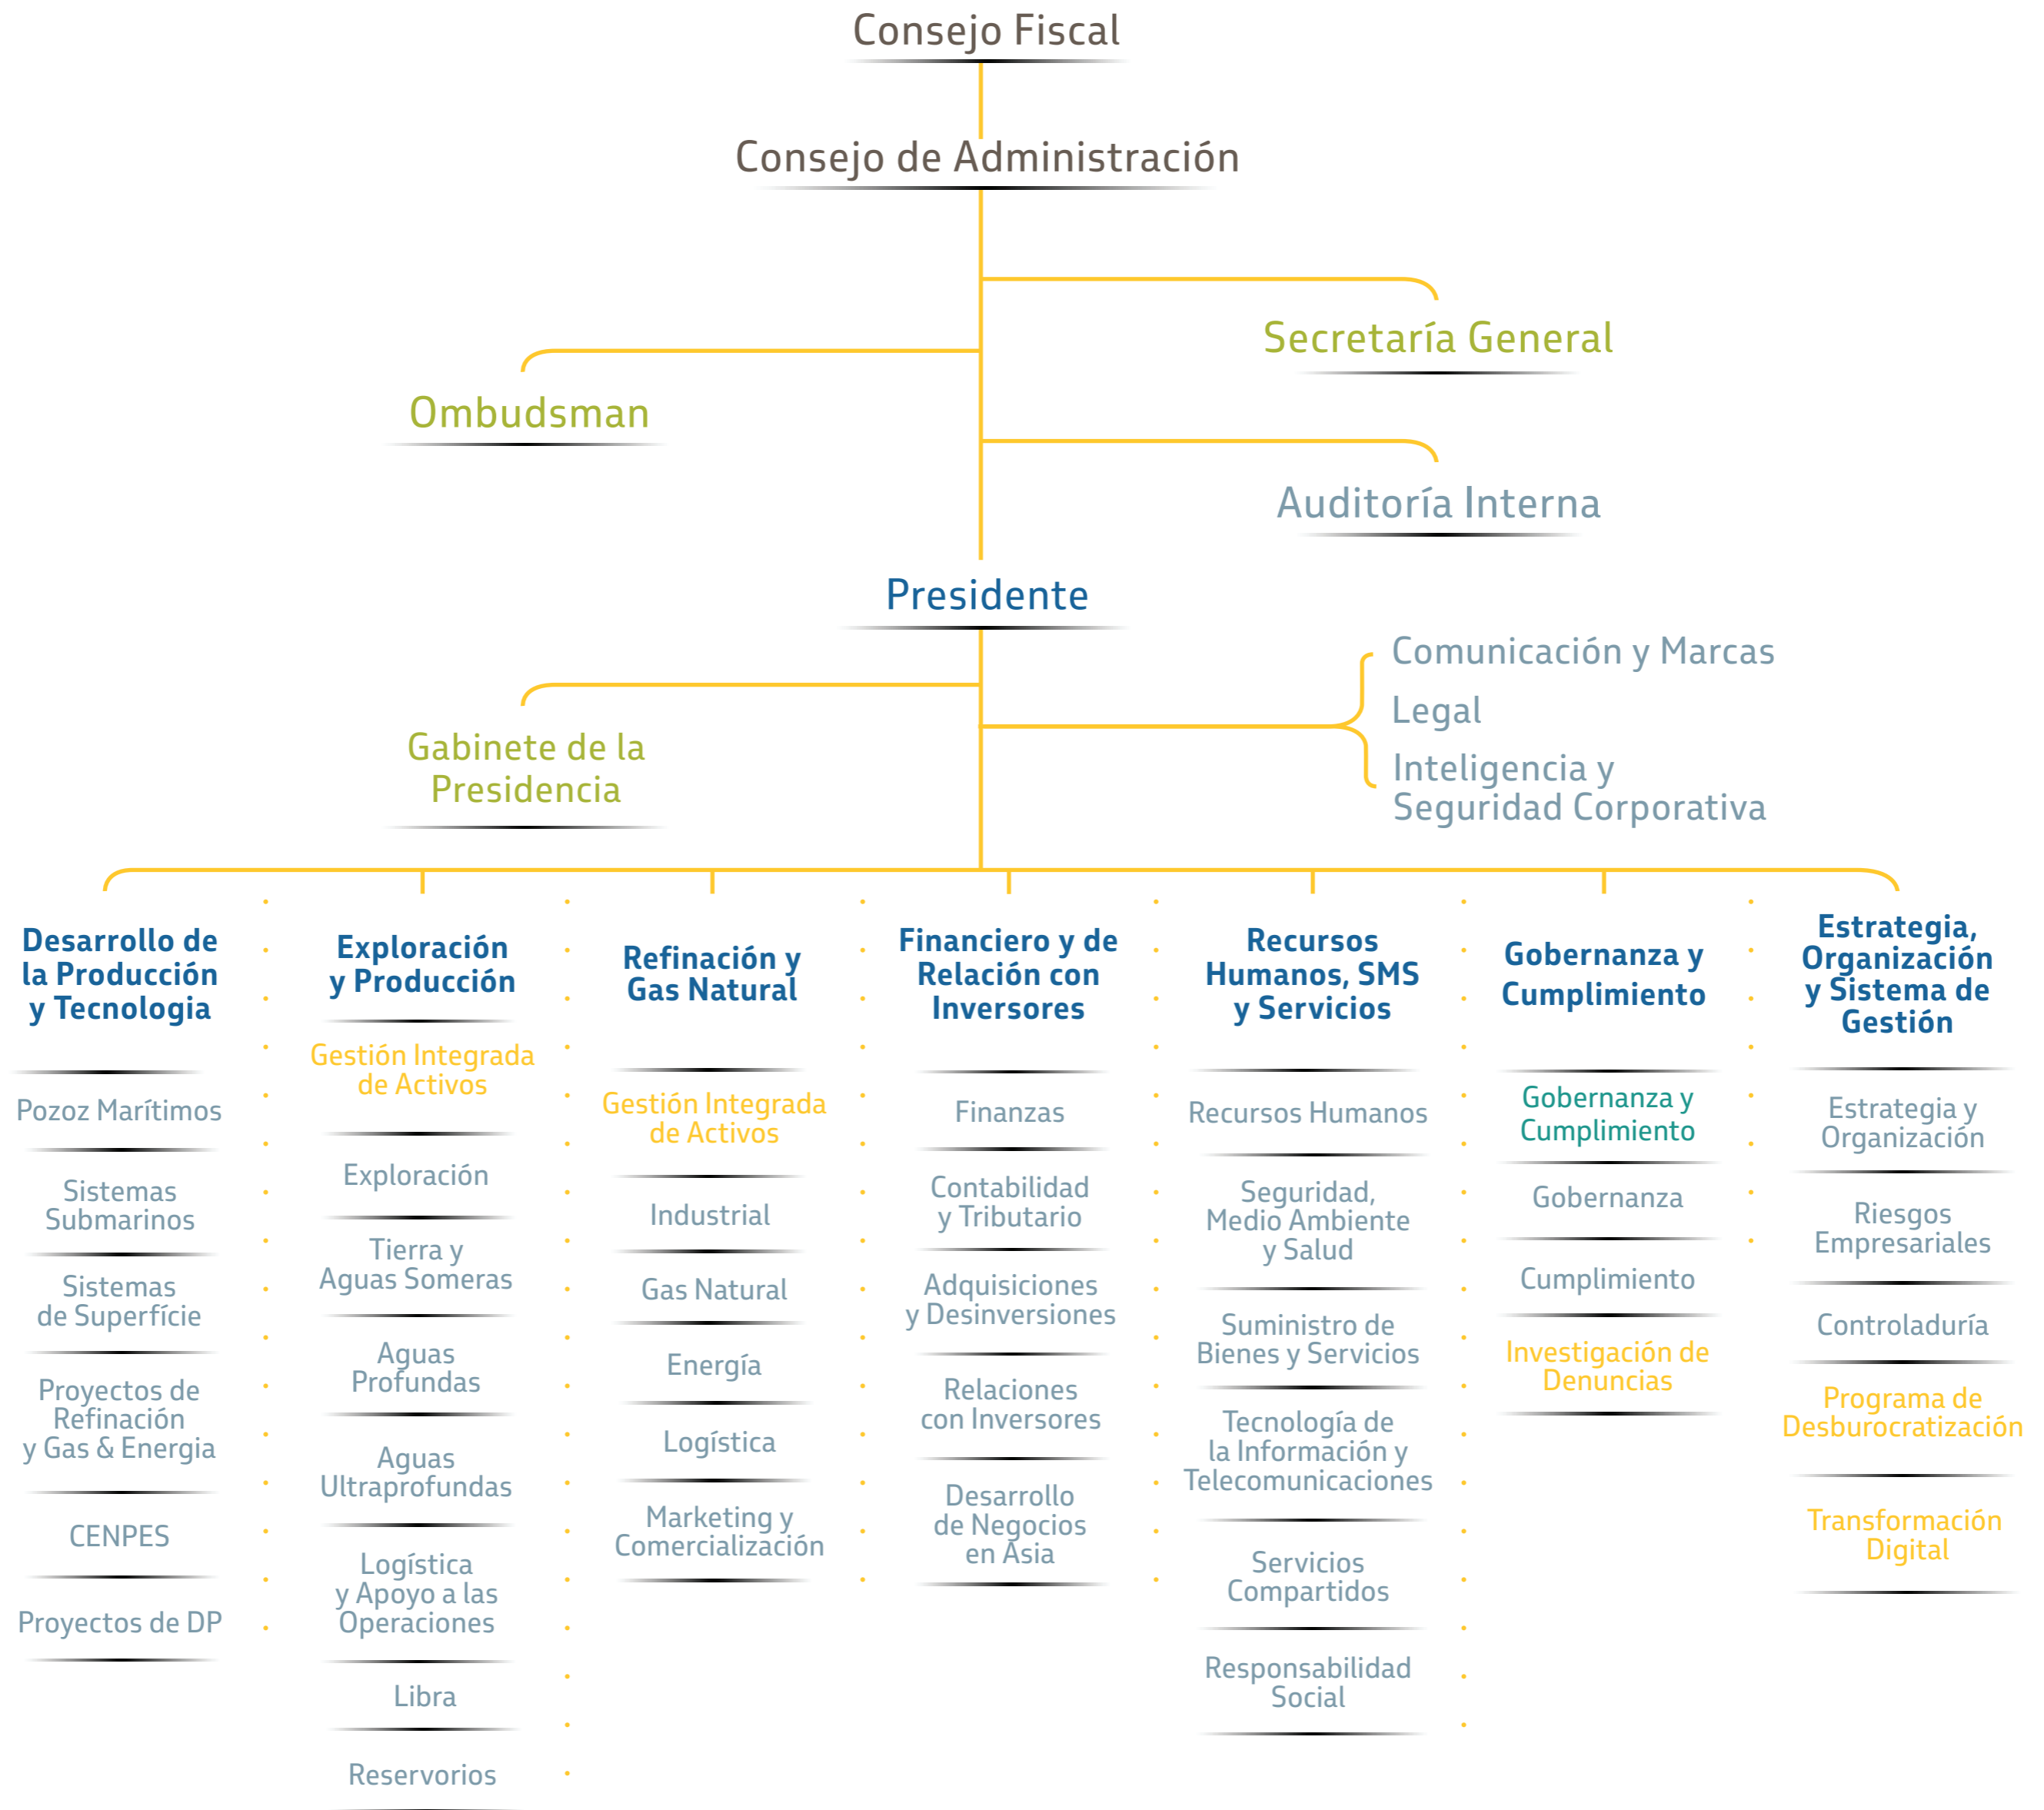 Consejo Fiscal
Consejo de Administración
Secretaría General
Ombudsman
Auditoría Interna
Presidente
Comunicación y Marcas
Legal
Inteligencia y
Seguridad Corporativa
Gabinete de la
Presidencia
Desarrollo de
la Producción
y Tecnologia
Pozoz Marítimos
Sistemas
Submarinos
Sistemas
de Superfície
Proyectos de
Refinación
y Gas & Energia
CENPES
Proyectos de DP
Exploración
y Producción
Gestión Integrada
de Activos
Exploración
Tierra y
Aguas Someras
Aguas
Profundas
Aguas
Ultraprofundas
Logística
y Apoyo a las
Operaciones
Libra
Reservorios
Refinación y
Gas Natural
Gestión Integrada
de Activos
Industrial
Gas Natural
Energía
Logística
Marketing y
Comercialización
Financiero y de
Relación con
Inversores
Finanzas
Contabilidad
y Tributario
Adquisiciones
y Desinversiones
Relaciones
con Inversores
Desarrollo
de Negocios
en Asia
Recursos
Humanos, SMS
y Servicios
Recursos Humanos
Seguridad,
Medio Ambiente
y Salud
Suministro de
Bienes y Servicios
Tecnología de
la Información y
Telecomunicaciones
Servicios
Compartidos
Responsabilidad
Social
Gobernanza y
Cumplimiento
Gobernanza y
Cumplimiento
Gobernanza
Cumplimiento
Investigación de
Denuncias
Estrategia,
Organización
y Sistema de
Gestión
Estrategia y
Organización
Riesgos
Empresariales
Controladuría
Programa de
Desburocratización
Transformación
Digital